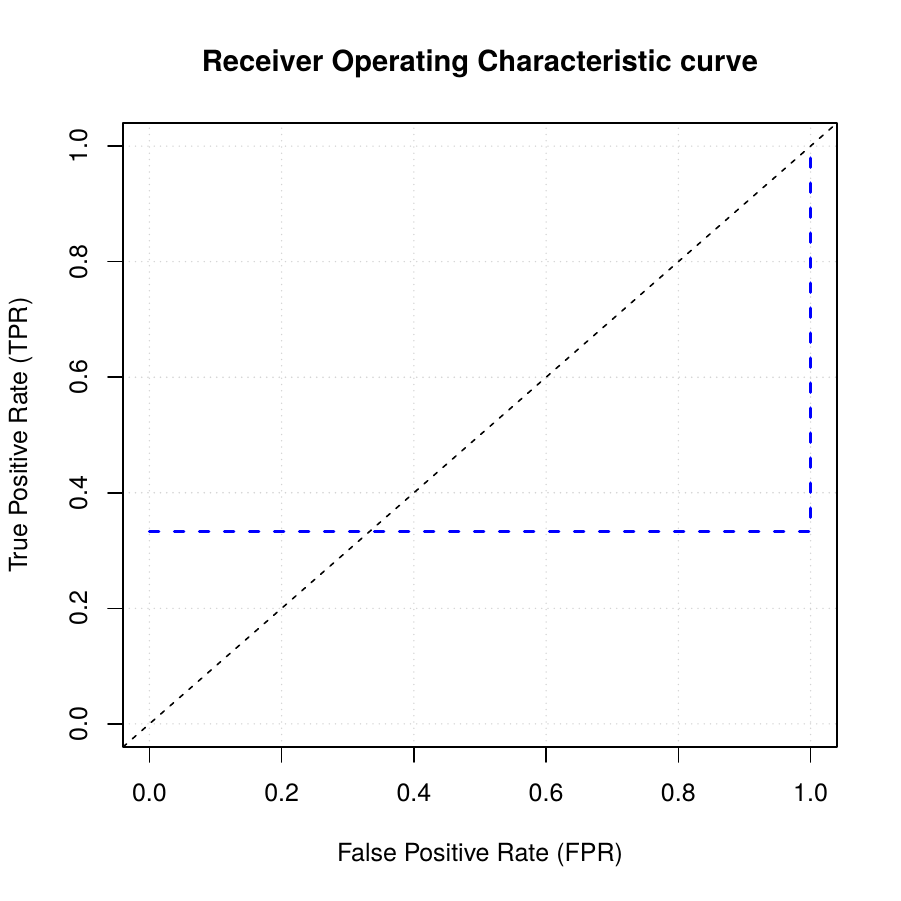 Receiver Operating Characteristic curve
True Positive Rate (TPR)
1.0
0.8
0.6
0.4
0.2
0.0
0.0 0.2 0.4 0.6 0.8 1.0
False Positive Rate (FPR)